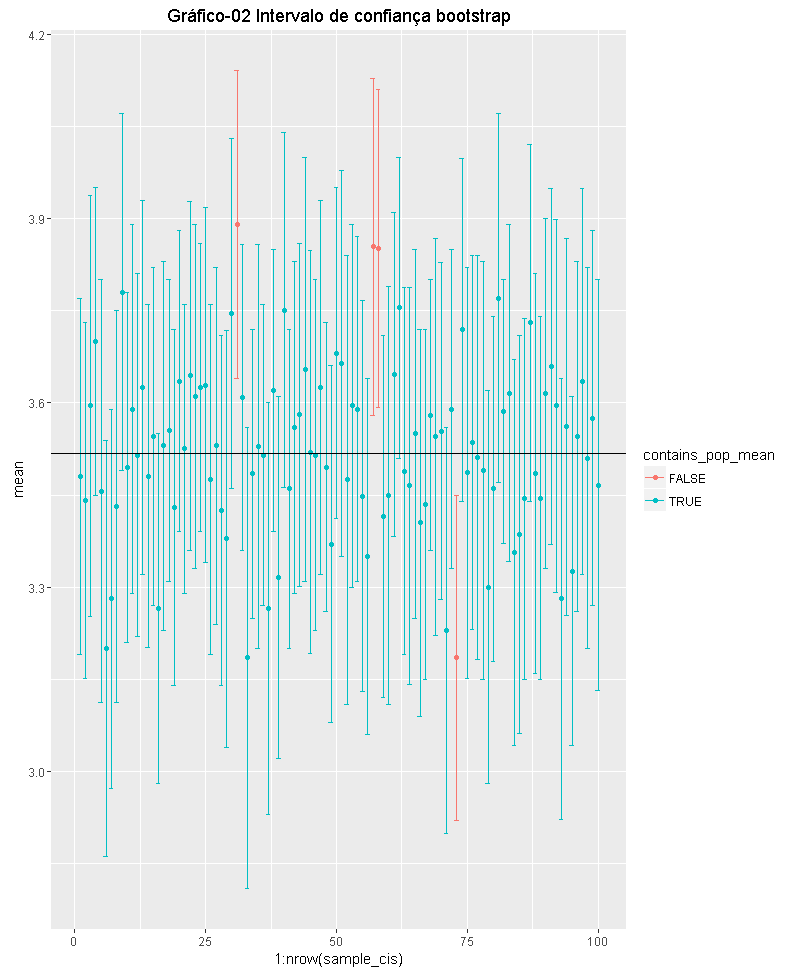 Gráfico-02 Intervalo de confiança bootstrap
4.2
3.9
3.6
3.3
3.0
mean
0 25 50 75 100
1:nrow(sample_cis)
contains_pop_mean
FALSE
TRUE